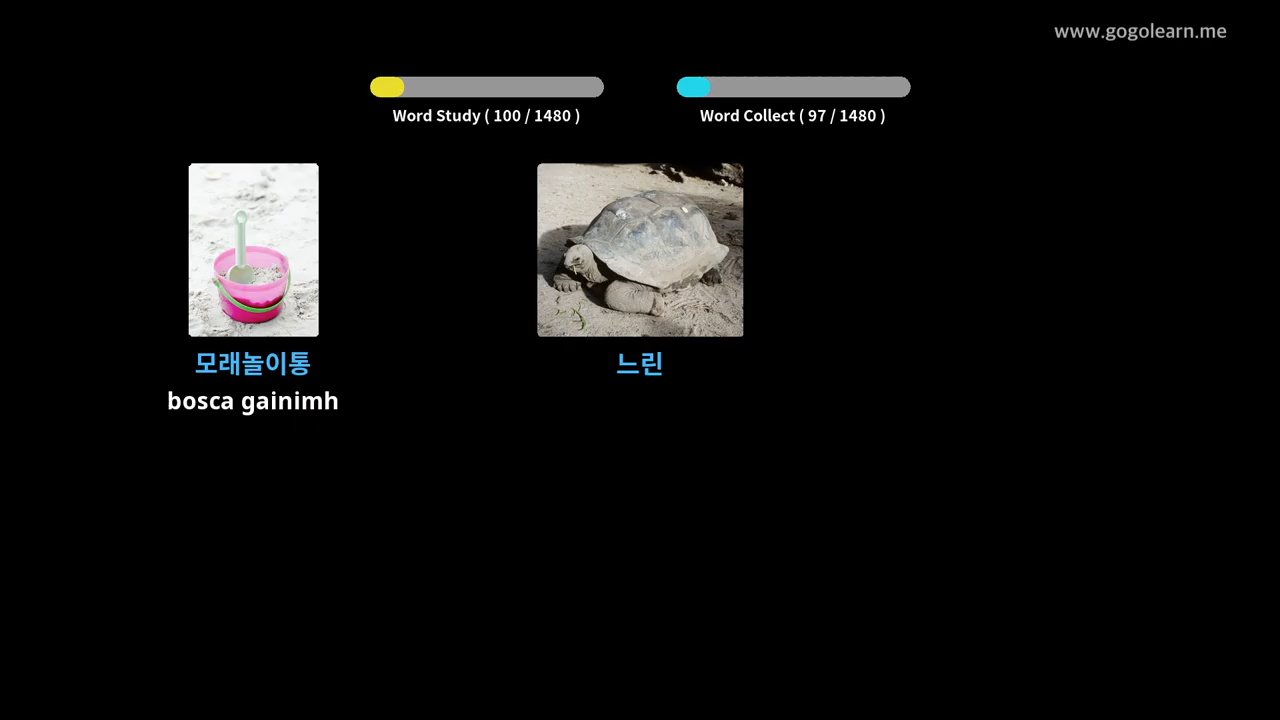 www.gogolearn.me
Word Study ( 100 / 1480 )
Word Collect ( 97 / 1480 )
모래놀이통
bosca gainimh
느린